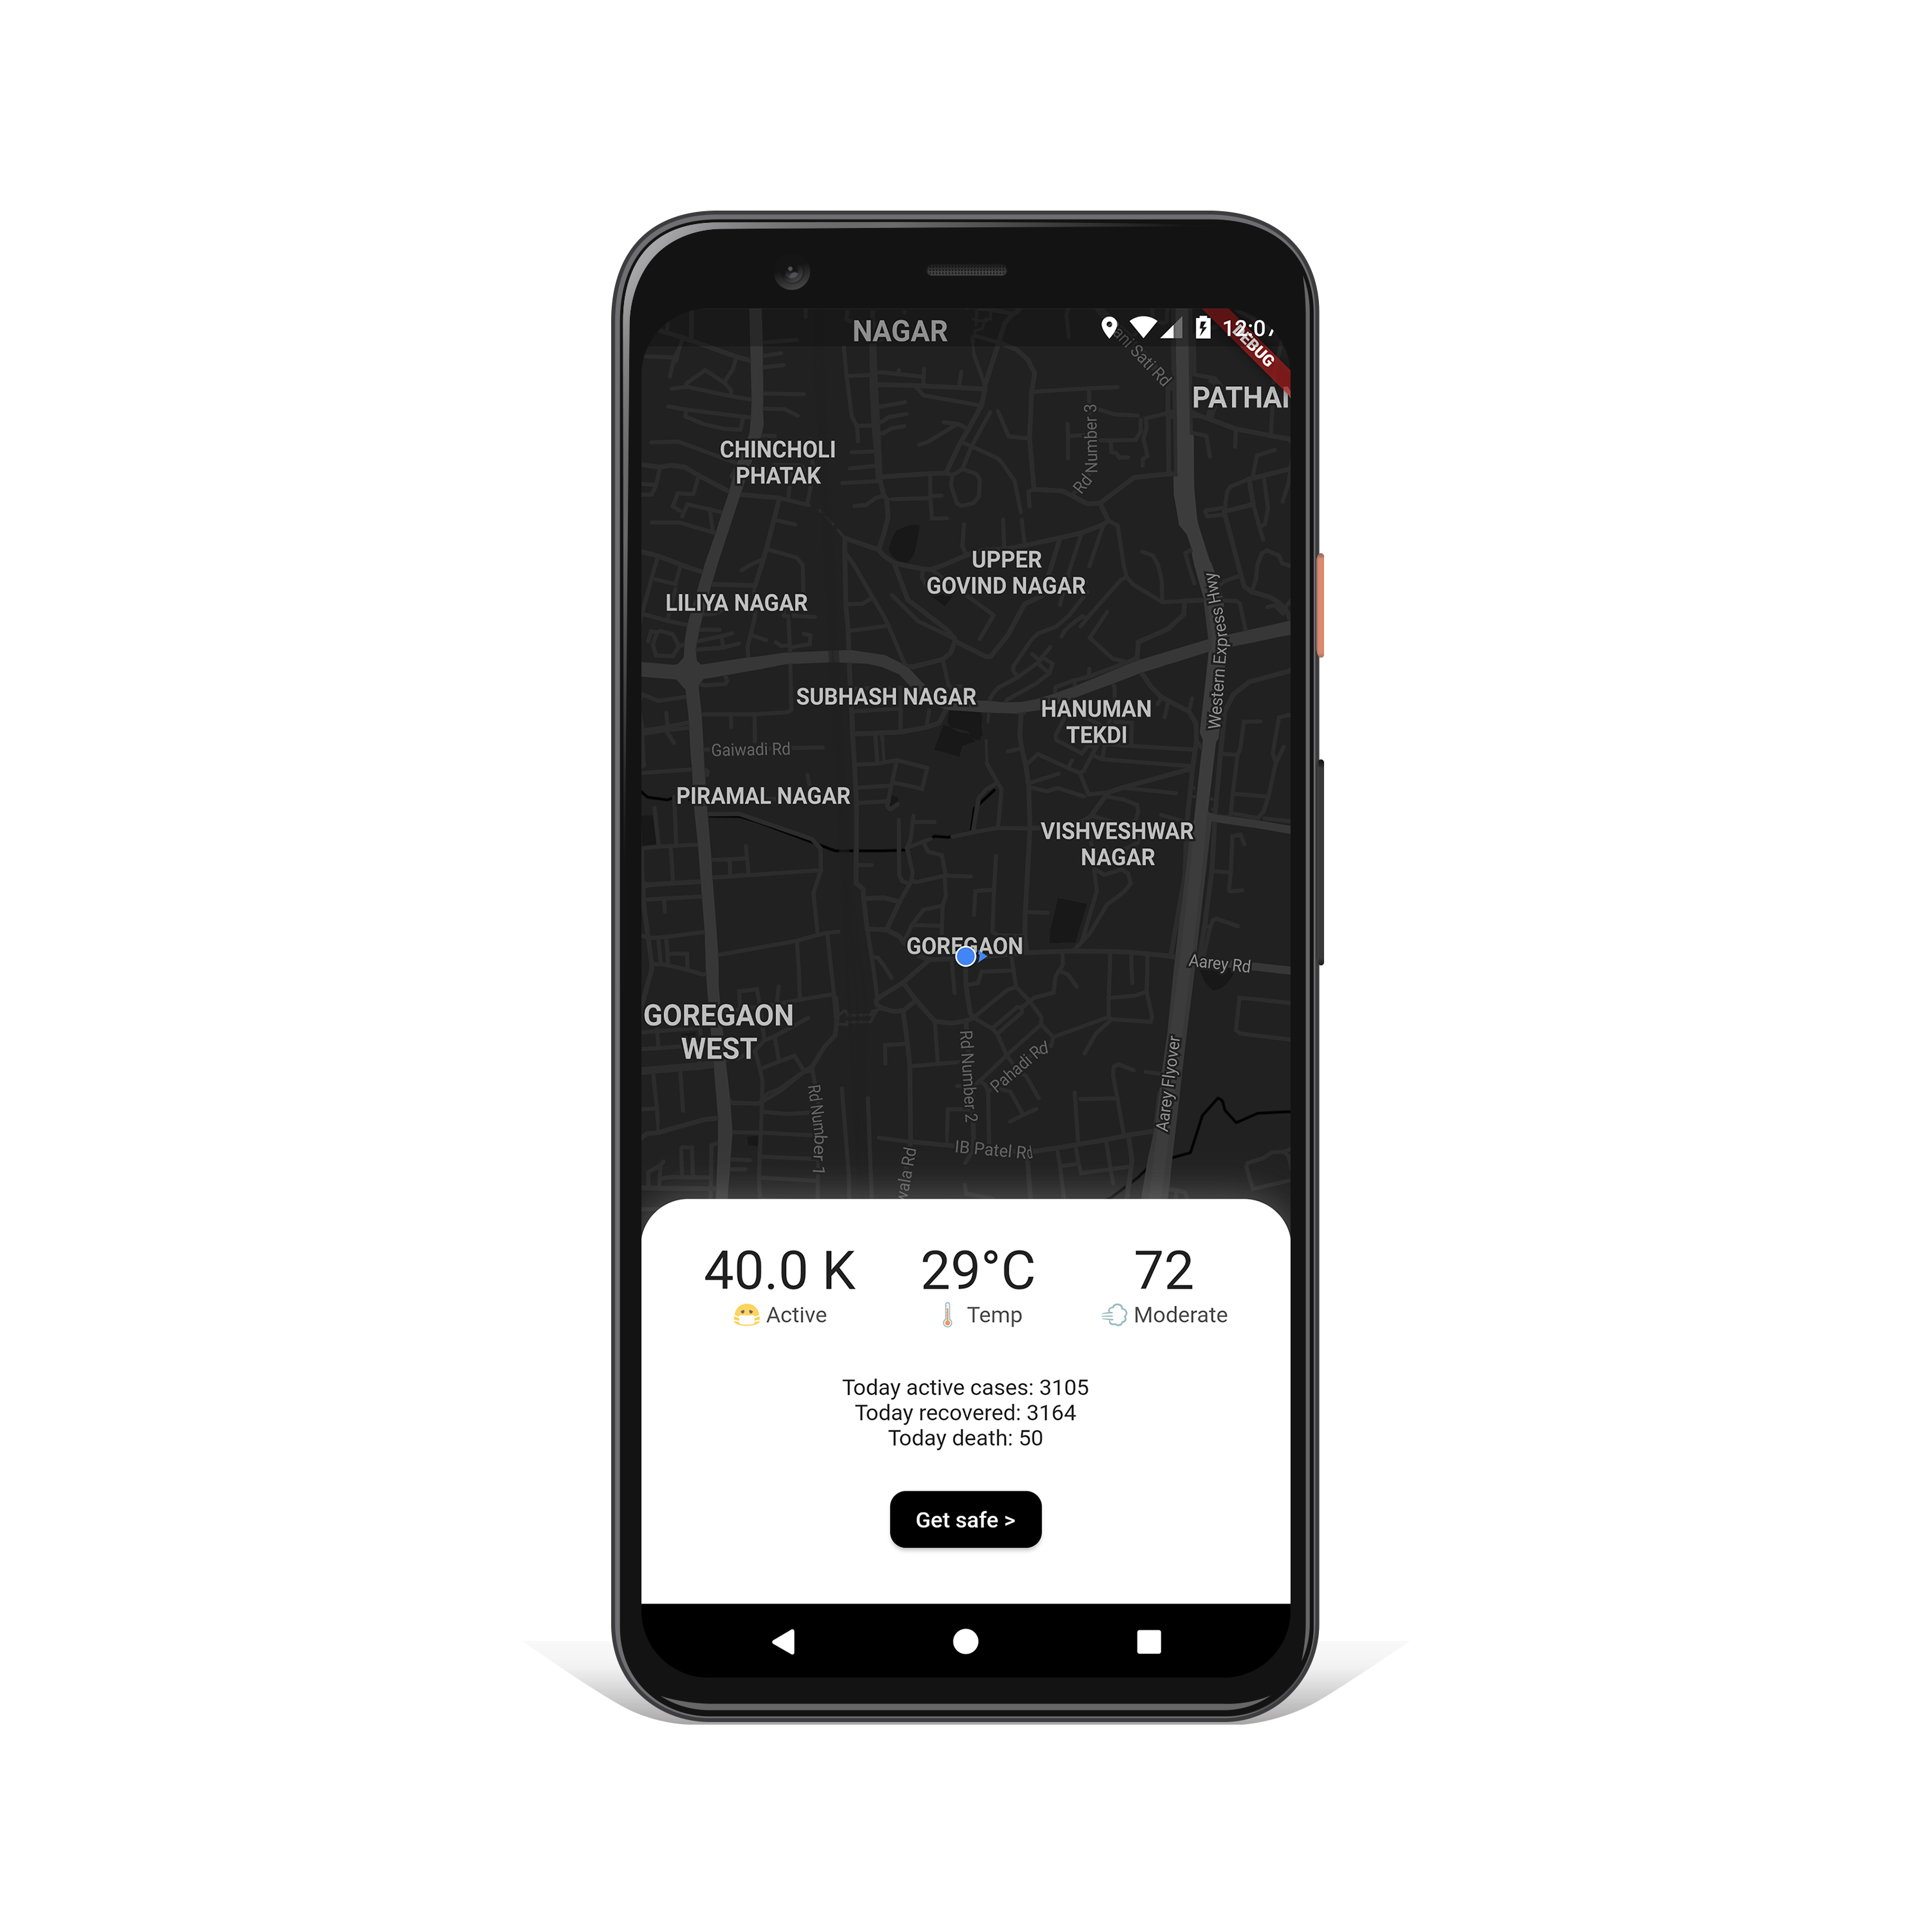 NAGAR
12:0
DEBUG
ani Sati Rd
Rd Number 3
CHINCHOLI
PHATAK
UPPER
GOVIND NAGAR
LILIYA NAGAR
Western Express Hwy
SUBHASH NAGAR
HANUMAN
TEKDI
Gaiwadi Rd
PIRAMAL NAGAR
VISHVESHWAR
NAGAR
GOREGAON
Aarey Rd
GOREGAON
WEST
Rd Number 2
Pahadi Rd
Aarey Flyover
Rd Number 1
IB Patel Rd
wala Rd
40.0 K
29°C
72
Active
Temp
Moderate
Today active cases: 3105
Today recovered: 3164
Today death: 50
Get safe >